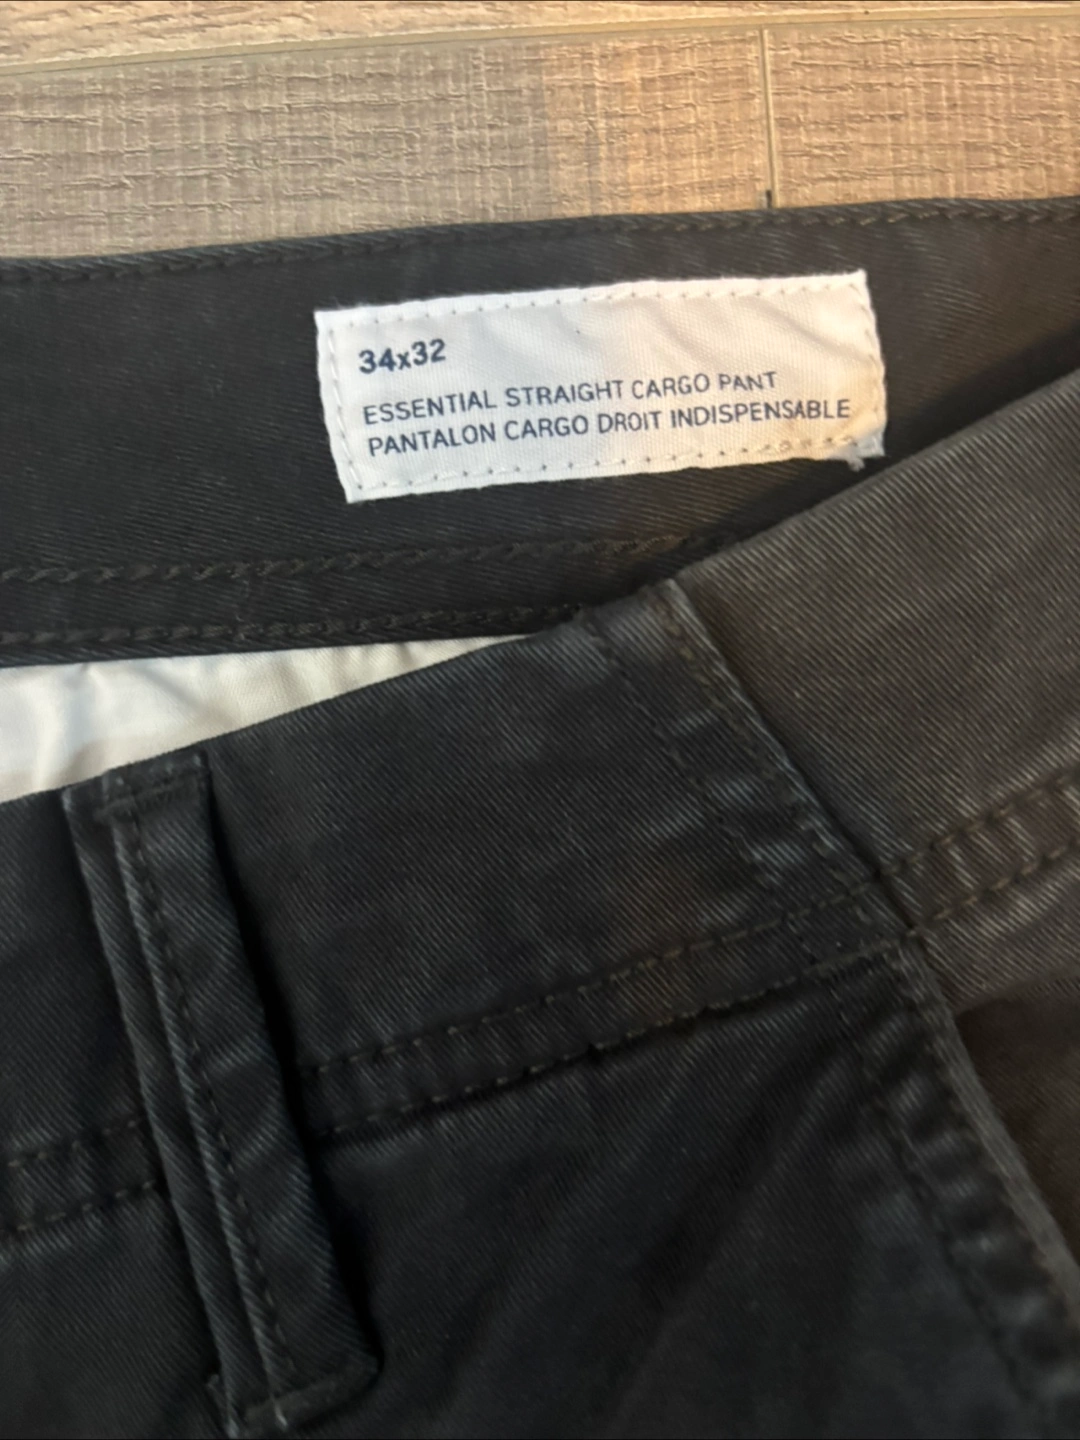 34x32
ESSENTIAL STRAIGHT CARGO PANT
PANTALON CARGO DROIT INDISPENSABLE